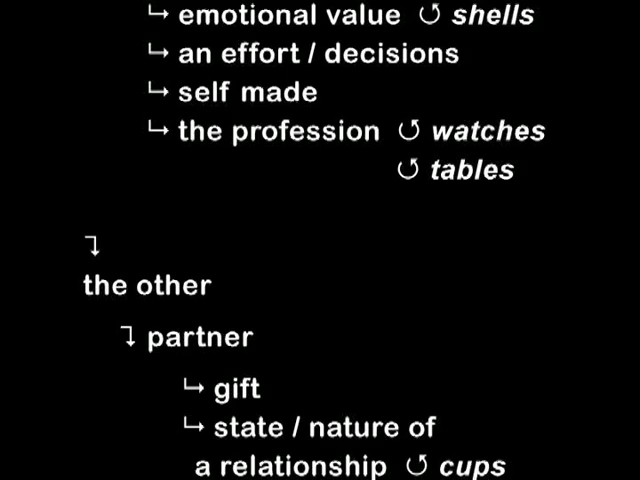 ↳ emotional value ↺ shells
↳ an effort / decisions
↳ self made
↳ the profession ↺ watches
↺ tables
↴
the other
↴ partner
↳ gift
↳ state / nature of
a relationship ↺ cups